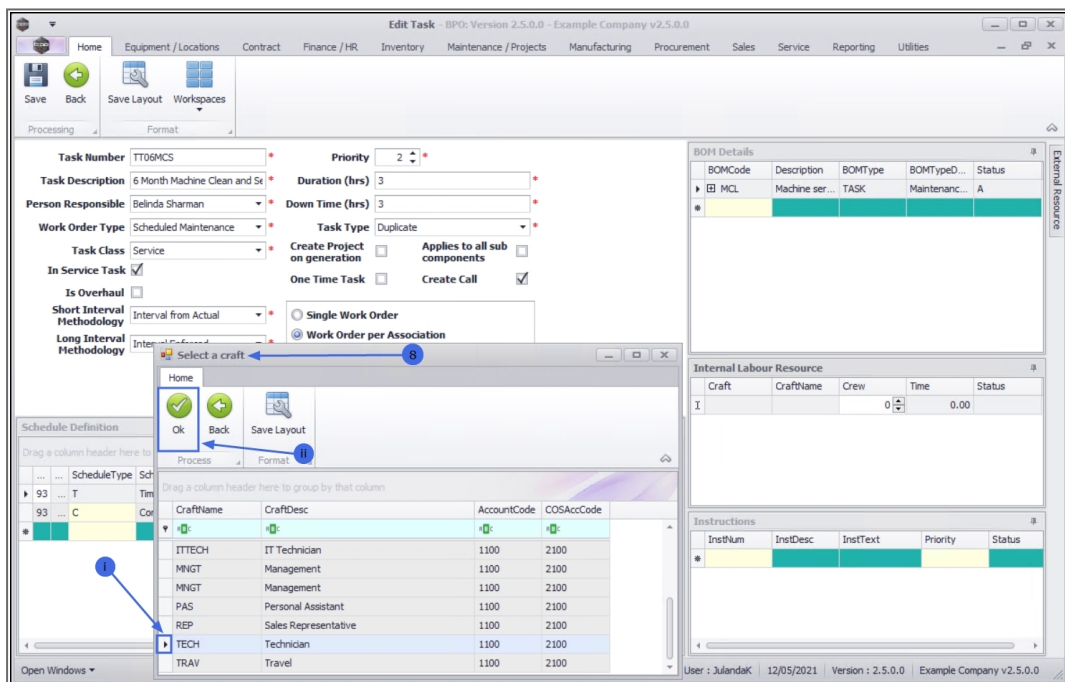 Edit Task - BPO: Version 2.5.0.0 - Example Company v2.5.0.0
Home Equipment / Locations Contract Finance / HR Inventory Maintenance / Projects Manufacturing Procurement Sales Service Reporting Utilities
Save Back Save Layout Workspaces
Processing Format
Task Number TT06MCS * Priority 2 *
Task Description 6 Month Machine Clean and Se * Duration (hrs) 3 *
Person Responsible Belinda Sharman * Down Time (hrs) 3 *
Work Order Type Scheduled Maintenance * Task Type Duplicate *
Task Class Service * Create Project on generation Applies to all sub components
In Service Task One Time Task Create Call
Is Overhaul
Short Interval Methodology Interval from Actual * Single Work Order
Long Interval Methodology Interval Enforced Work Order per Association
BOM Details
BOMCode Description BOMType BOMTypeD... Status
MCL Machine ser... TASK Maintenanc... A
External Resource
Internal Labour Resource
Craft CraftName Crew Time Status
0 0.00
Instructions
InstNum InstDesc InstText Priority Status
Schedule Definition
Drag a column header here to
... ... ScheduleType Sch
93 ... T Tim
93 ... C Cor
Select a craft 8
Home
Ok Back Save Layout
ii
Process Format
Drag a column header here to group by that column
CraftName CraftDesc AccountCode COSAccCode
ITTECH IT Technician 1100 2100
MNGT Management 1100 2100
MNGT Management 1100 2100
PAS Personal Assistant 1100 2100
REP Sales Representative 1100 2100
TECH Technician 1100 2100
TRAV Travel 1100 2100
i
Open Windows User : JulandaK 12/05/2021 Version : 2.5.0.0 Example Company v2.5.0.0